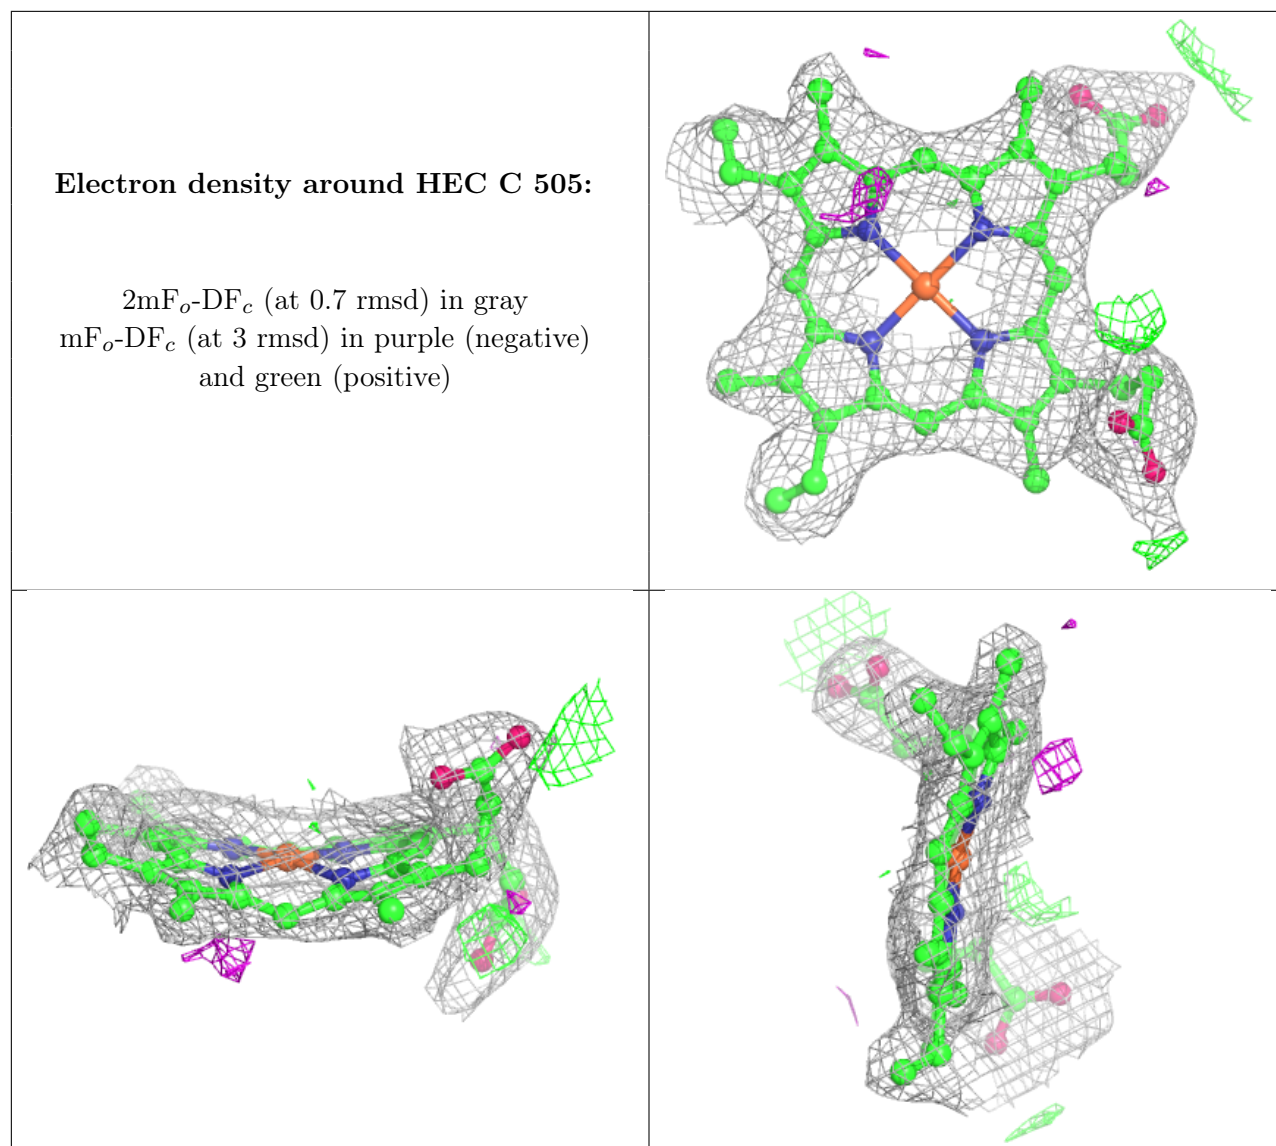 Electron density around HEC C 505:
2mFo-DFc (at 0.7 rmsd) in gray
mFo-DFc (at 3 rmsd) in purple (negative)
and green (positive)